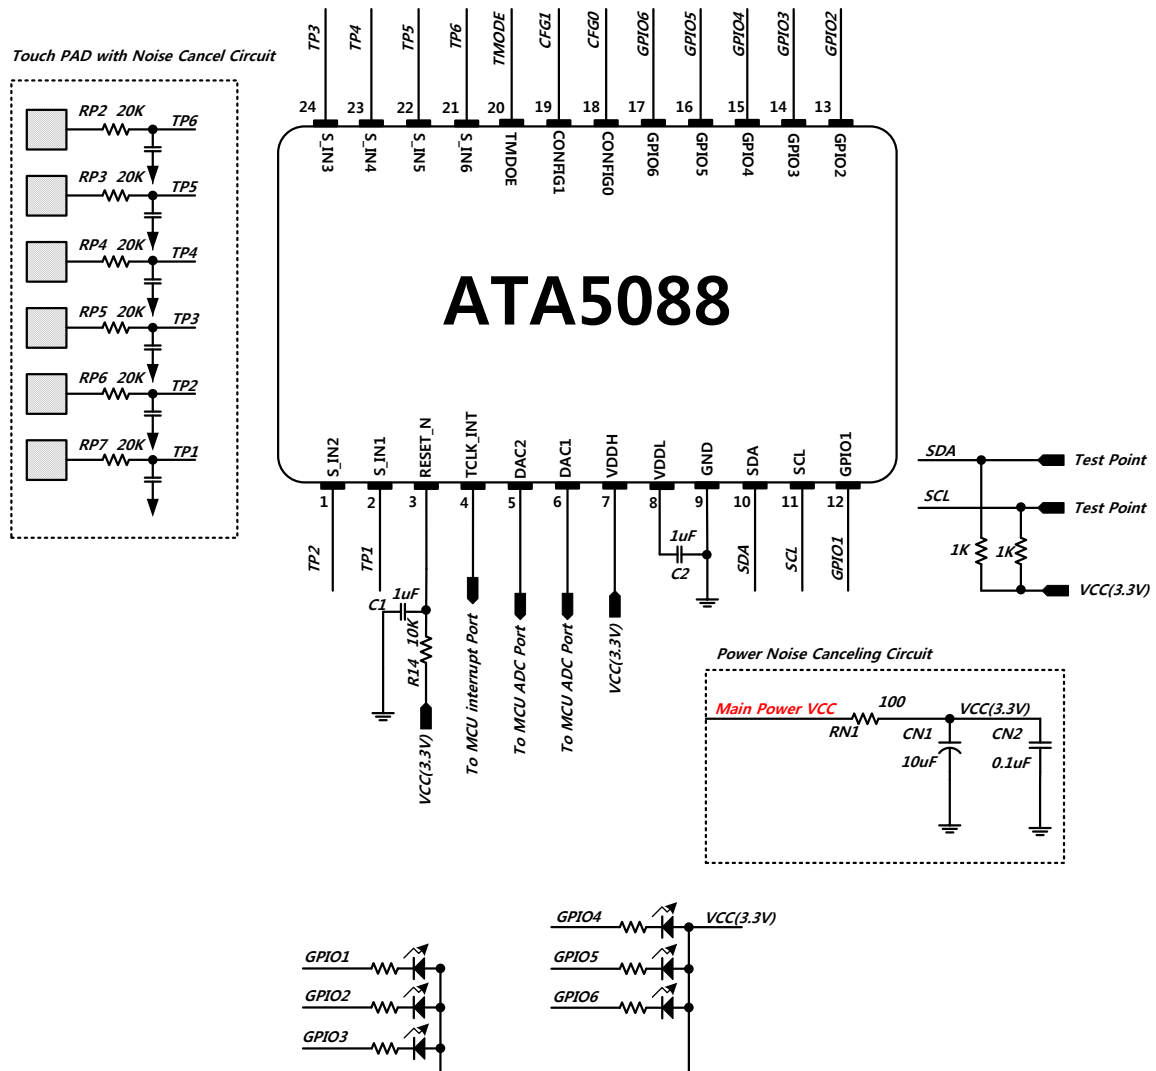 TP3
TP4
TP5
TP6
TMODE
CFG1
CFG0
GPIO6
GPIO5
GPIO4
GPIO3
GPIO2
24
23
22
21
20
19
18
17
16
15
14
13
S_IN3
S_IN4
S_IN5
S_IN6
TMDOE
CONFIG1
CONFIG0
GPIO6
GPIO5
GPIO4
GPIO3
GPIO2
Touch PAD with Noise Cancel Circuit
RP2 20K TP6
RP3 20K TP5
RP4 20K TP4
RP5 20K TP3
RP6 20K TP2
RP7 20K TP1
ATA5088
S_IN2
S_IN1
RESET_N
TCLK_INT
DAC2
DAC1
VDDH
VDDL
GND
SDA
SCL
GPIO1
1
2
3
4
5
6
7
8
9
10
11
12
TP2
TP1
1uF
C1
R14 10K
VCC(3.3V)
To MCU interrupt Port
To MCU ADC Port
To MCU ADC Port
VCC(3.3V)
1uF
C2
SDA
SCL
GPIO1
SDA
Test Point
SCL
Test Point
1K
1K
VCC(3.3V)
Power Noise Canceling Circuit
Main Power VCC
100
RN1
VCC(3.3V)
CN1
10uF
CN2
0.1uF
GPIO4
VCC(3.3V)
GPIO5
GPIO6
GPIO1
GPIO2
GPIO3